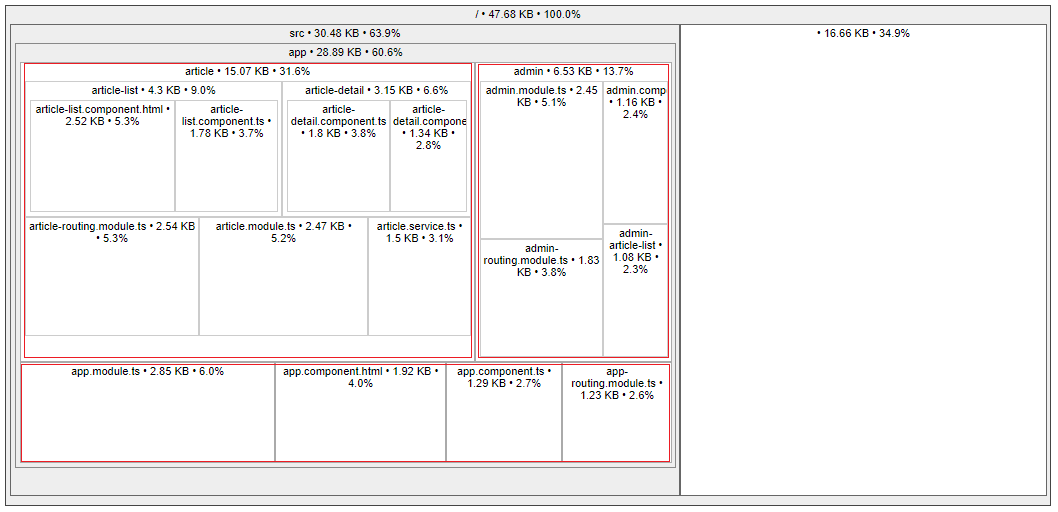 / • 47.68 KB • 100.0%
src • 30.48 KB • 63.9%
• 16.66 KB • 34.9%
app • 28.89 KB • 60.6%
article • 15.07 KB • 31.6%
article-list • 4.3 KB • 9.0%
article-list.component.html •
2.52 KB • 5.3%
article-
list.component.ts •
1.78 KB • 3.7%
article-detail • 3.15 KB • 6.6%
article-
detail.component.ts
• 1.8 KB • 3.8%
article-
detail.compone
• 1.34 KB •
2.8%
article-routing.module.ts • 2.54 KB
• 5.3%
article.module.ts • 2.47 KB •
5.2%
article.service.ts
• 1.5 KB • 3.1%
admin • 6.53 KB • 13.7%
admin.module.ts • 2.45
KB • 5.1%
admin.comp
• 1.16 KB •
2.4%
admin-
routing.module.ts • 1.83
KB • 3.8%
admin-
article-list •
1.08 KB •
2.3%
app.module.ts • 2.85 KB • 6.0%
app.component.html • 1.92 KB •
4.0%
app.component.ts •
1.29 KB • 2.7%
app-
routing.module.ts •
1.23 KB • 2.6%